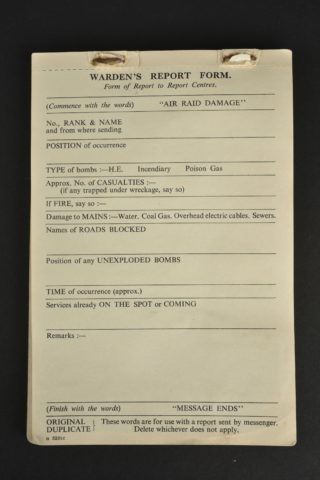 WARDEN'S REPORT FORM.
Form of Report to Report Centres.
(Commence with the words) "AIR RAID DAMAGE"
No., RANK & NAME
and from where sending
POSITION of occurrence
TYPE of bombs :—H.E. Incendiary Poison Gas
Approx. No. of CASUALTIES :—
(if any trapped under wreckage, say so)
If FIRE, say so :—
Damage to MAINS :—Water. Coal Gas. Overhead electric cables. Sewers.
Names of ROADS BLOCKED
Position of any UNEXPLODED BOMBS
TIME of occurrence (approx.)
Services already ON THE SPOT or COMING
Remarks :—
(Finish with the words) "MESSAGE ENDS"
ORIGINAL These words are for use with a report sent by messenger.
DUPLICATE Delete whichever does not apply.